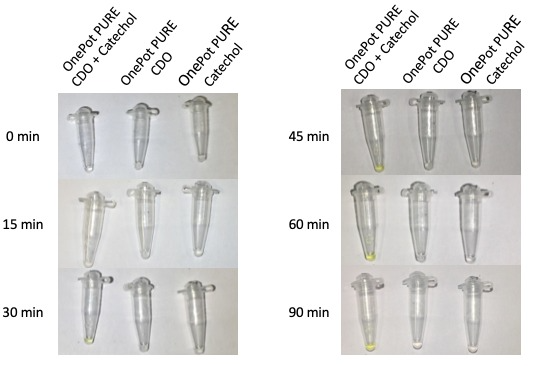 OnePot PURE
CDO + Catechol
OnePot PURE
CDO
OnePot PURE
Catechol
0 min
15 min
30 min
OnePot PURE
CDO + Catechol
OnePot PURE
CDO
OnePot PURE
Catechol
45 min
60 min
90 min